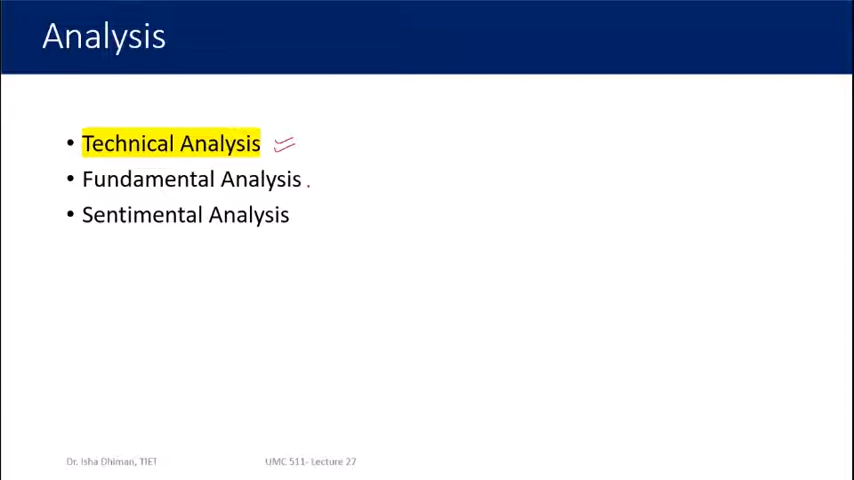 Analysis
• Technical Analysis
• Fundamental Analysis
• Sentimental Analysis
Dr. Isha Dhiman, TIET
UMC 511- Lecture 27